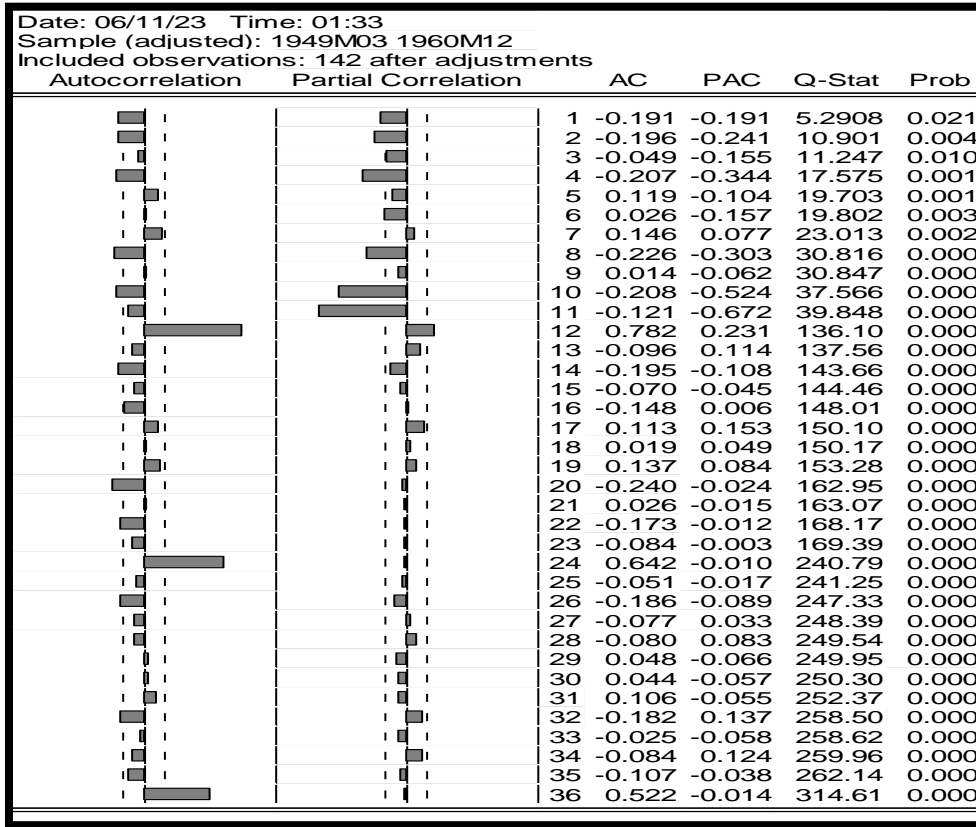 Date: 06/11/23 Time: 01:33
Sample (adjusted): 1949M03 1960M12
Included observations: 142 after adjustments
Autocorrelation Partial Correlation AC PAC Q-Stat Prob
1 -0.191 -0.191 5.2908 0.021
2 -0.196 -0.241 10.901 0.004
3 -0.049 -0.155 11.247 0.010
4 -0.207 -0.344 17.575 0.001
5 0.119 -0.104 19.703 0.001
6 0.026 -0.157 19.802 0.003
7 0.146 0.077 23.013 0.002
8 -0.226 -0.303 30.816 0.000
9 0.014 -0.062 30.847 0.000
10 -0.208 -0.524 37.566 0.000
11 -0.121 -0.672 39.848 0.000
12 0.782 0.231 136.10 0.000
13 -0.096 0.114 137.56 0.000
14 -0.195 -0.108 143.66 0.000
15 -0.070 -0.045 144.46 0.000
16 -0.148 0.006 148.01 0.000
17 0.113 0.153 150.10 0.000
18 0.019 0.049 150.17 0.000
19 0.137 0.084 153.28 0.000
20 -0.240 -0.024 162.95 0.000
21 0.026 -0.015 163.07 0.000
22 -0.173 -0.012 168.17 0.000
23 -0.084 -0.003 169.39 0.000
24 0.642 -0.010 240.79 0.000
25 -0.051 -0.017 241.25 0.000
26 -0.186 -0.089 247.33 0.000
27 -0.077 0.033 248.39 0.000
28 -0.080 0.083 249.54 0.000
29 0.048 -0.066 249.95 0.000
30 0.044 -0.057 250.30 0.000
31 0.106 -0.055 252.37 0.000
32 -0.182 0.137 258.50 0.000
33 -0.025 -0.058 258.62 0.000
34 -0.084 0.124 259.96 0.000
35 -0.107 -0.038 262.14 0.000
36 0.522 -0.014 314.61 0.000